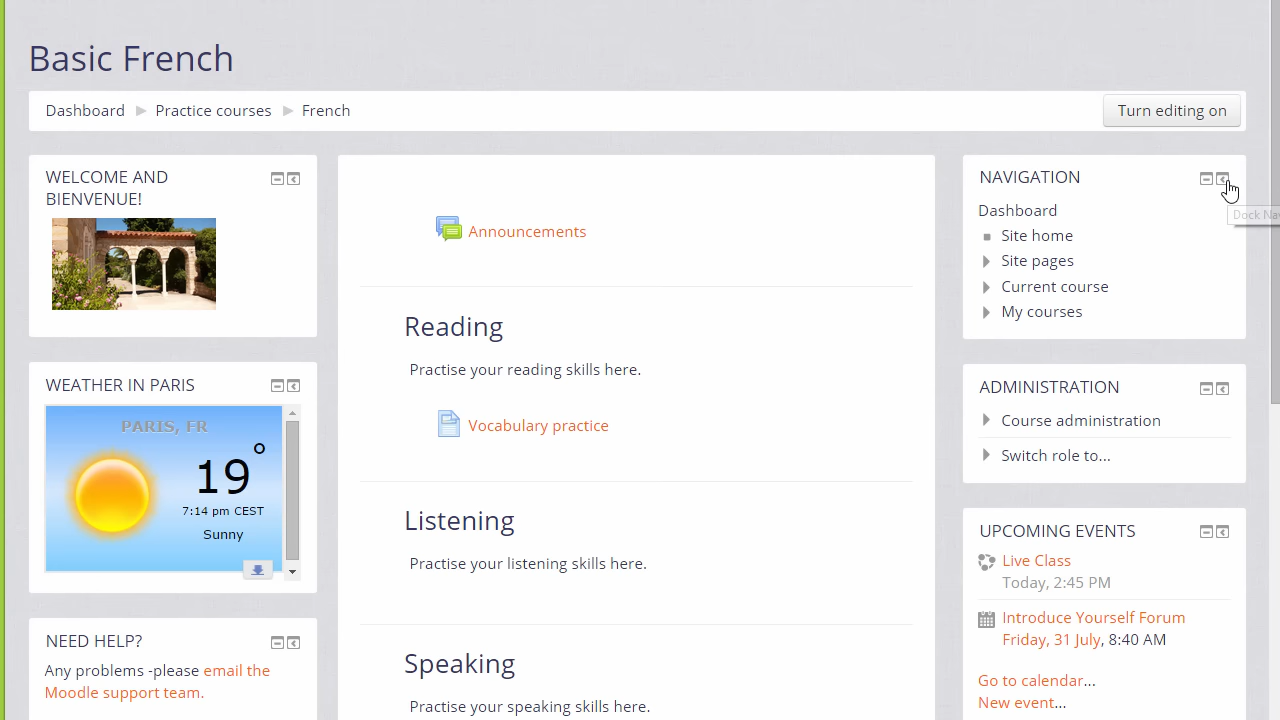 Basic French
Dashboard
Practice courses
French
Turn editing on
WELCOME AND
BIENVENUE!
WEATHER IN PARIS
PARIS, FR
19°
7:14 pm CEST
Sunny
NEED HELP?
Any problems -please email the
Moodle support team.
Announcements
Reading
Practise your reading skills here.
Vocabulary practice
Listening
Practise your listening skills here.
Speaking
Practise your speaking skills here.
NAVIGATION
Dock Na
Dashboard
Site home
Site pages
Current course
My courses
ADMINISTRATION
Course administration
Switch role to...
UPCOMING EVENTS
Live Class
Today, 2:45 PM
Introduce Yourself Forum
Friday, 31 July, 8:40 AM
Go to calendar...
New event...